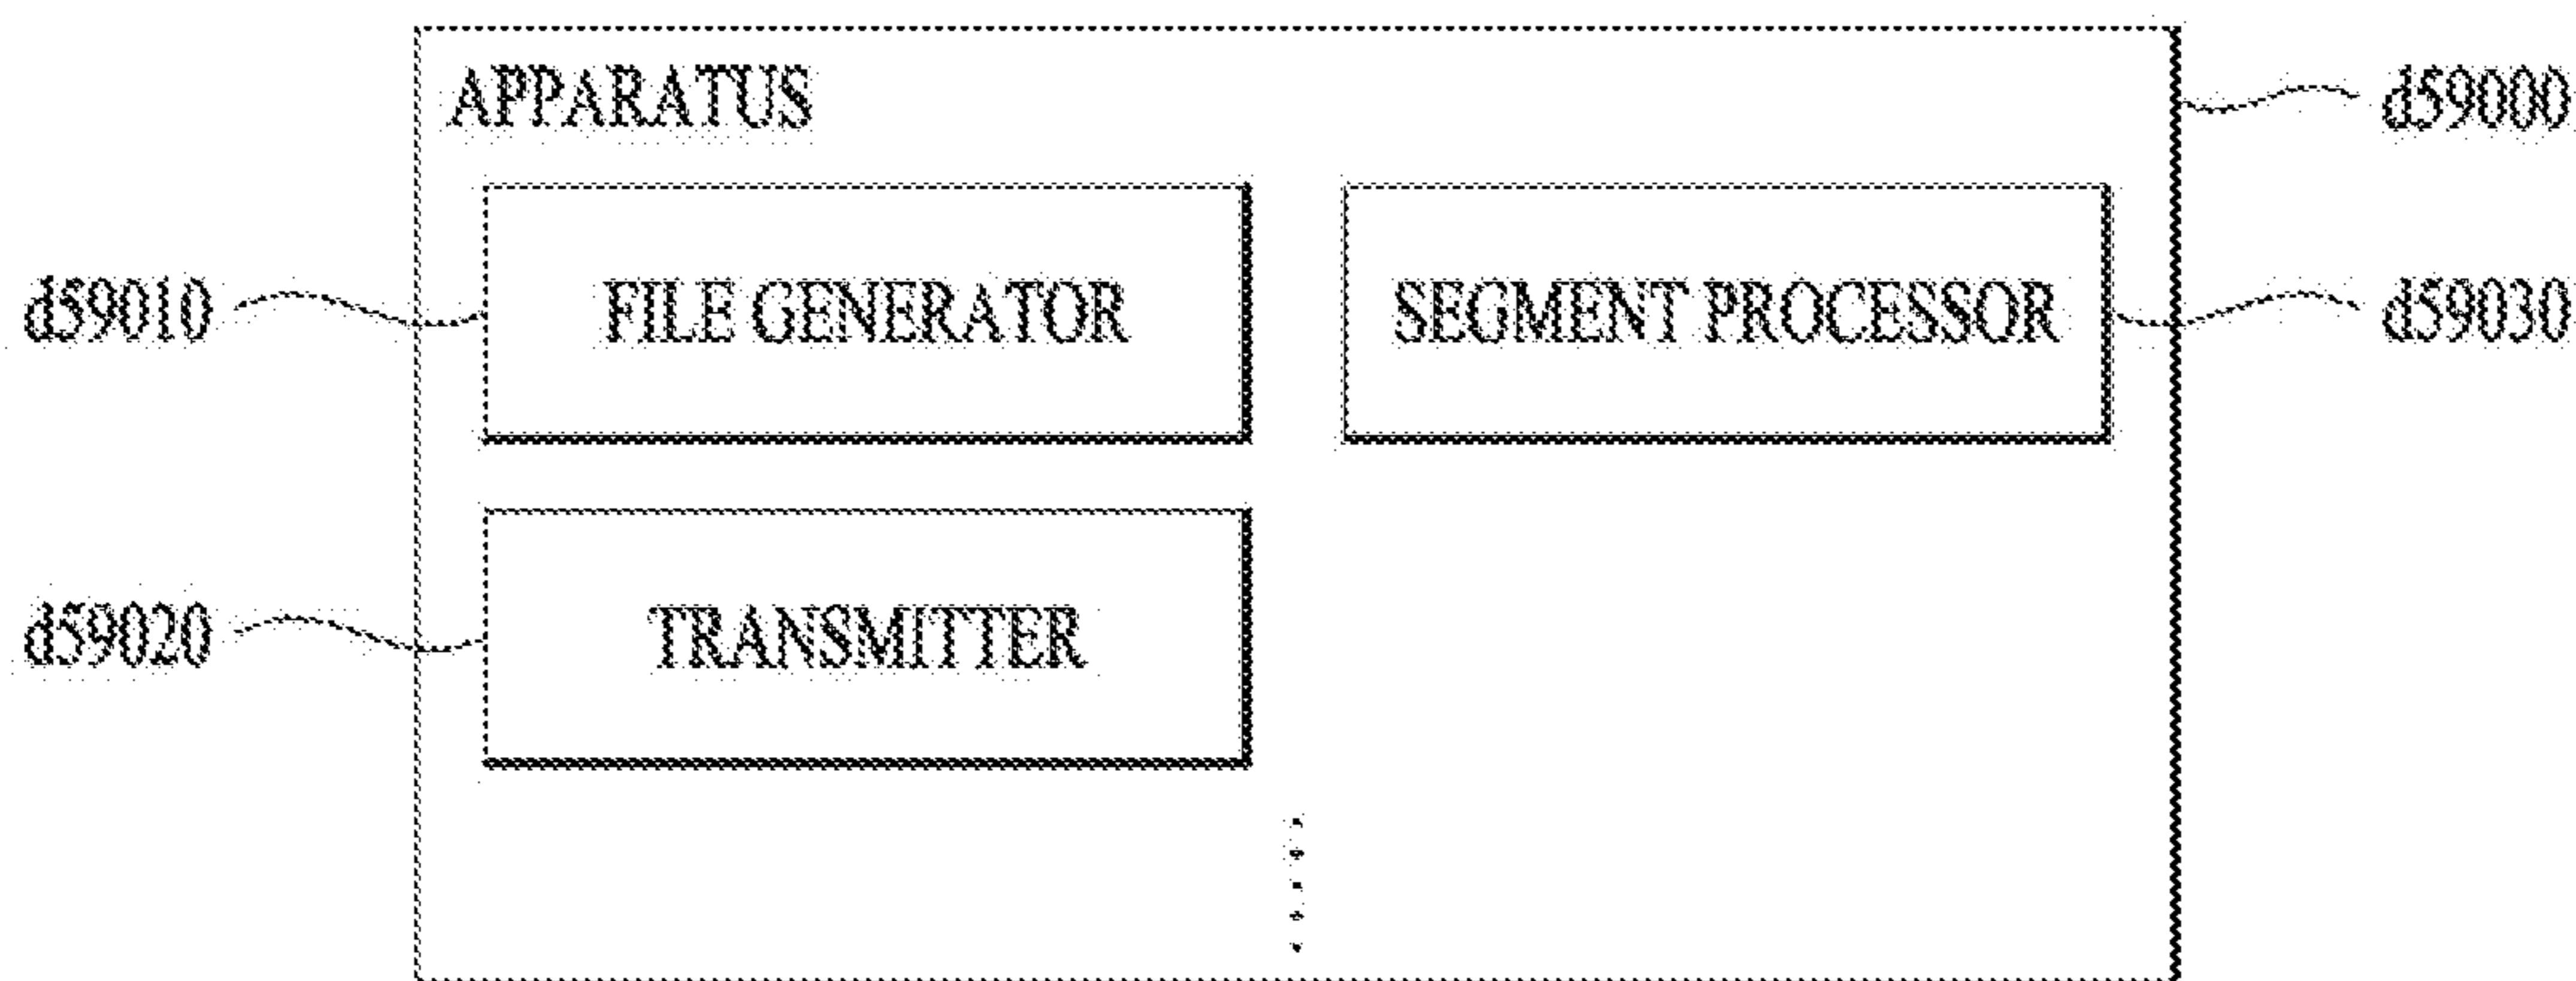 APPARATUS
d59000
d59010
FILE GENERATOR
SEGMENT PROCESSOR
d59030
d59020
TRANSMITTER